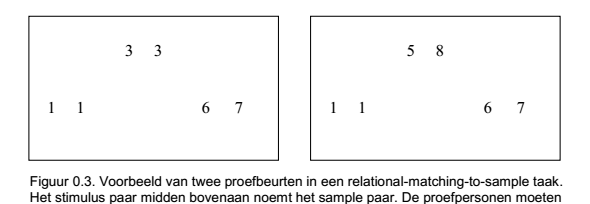 3 3
1 1 6 7
5 8
1 1 6 7
Figuur 0.3. Voorbeeld van twee proefbeurten in een relational-matching-to-sample taak.
Het stimulus paar midden bovenaan noemt het sample paar. De proefpersonen moeten